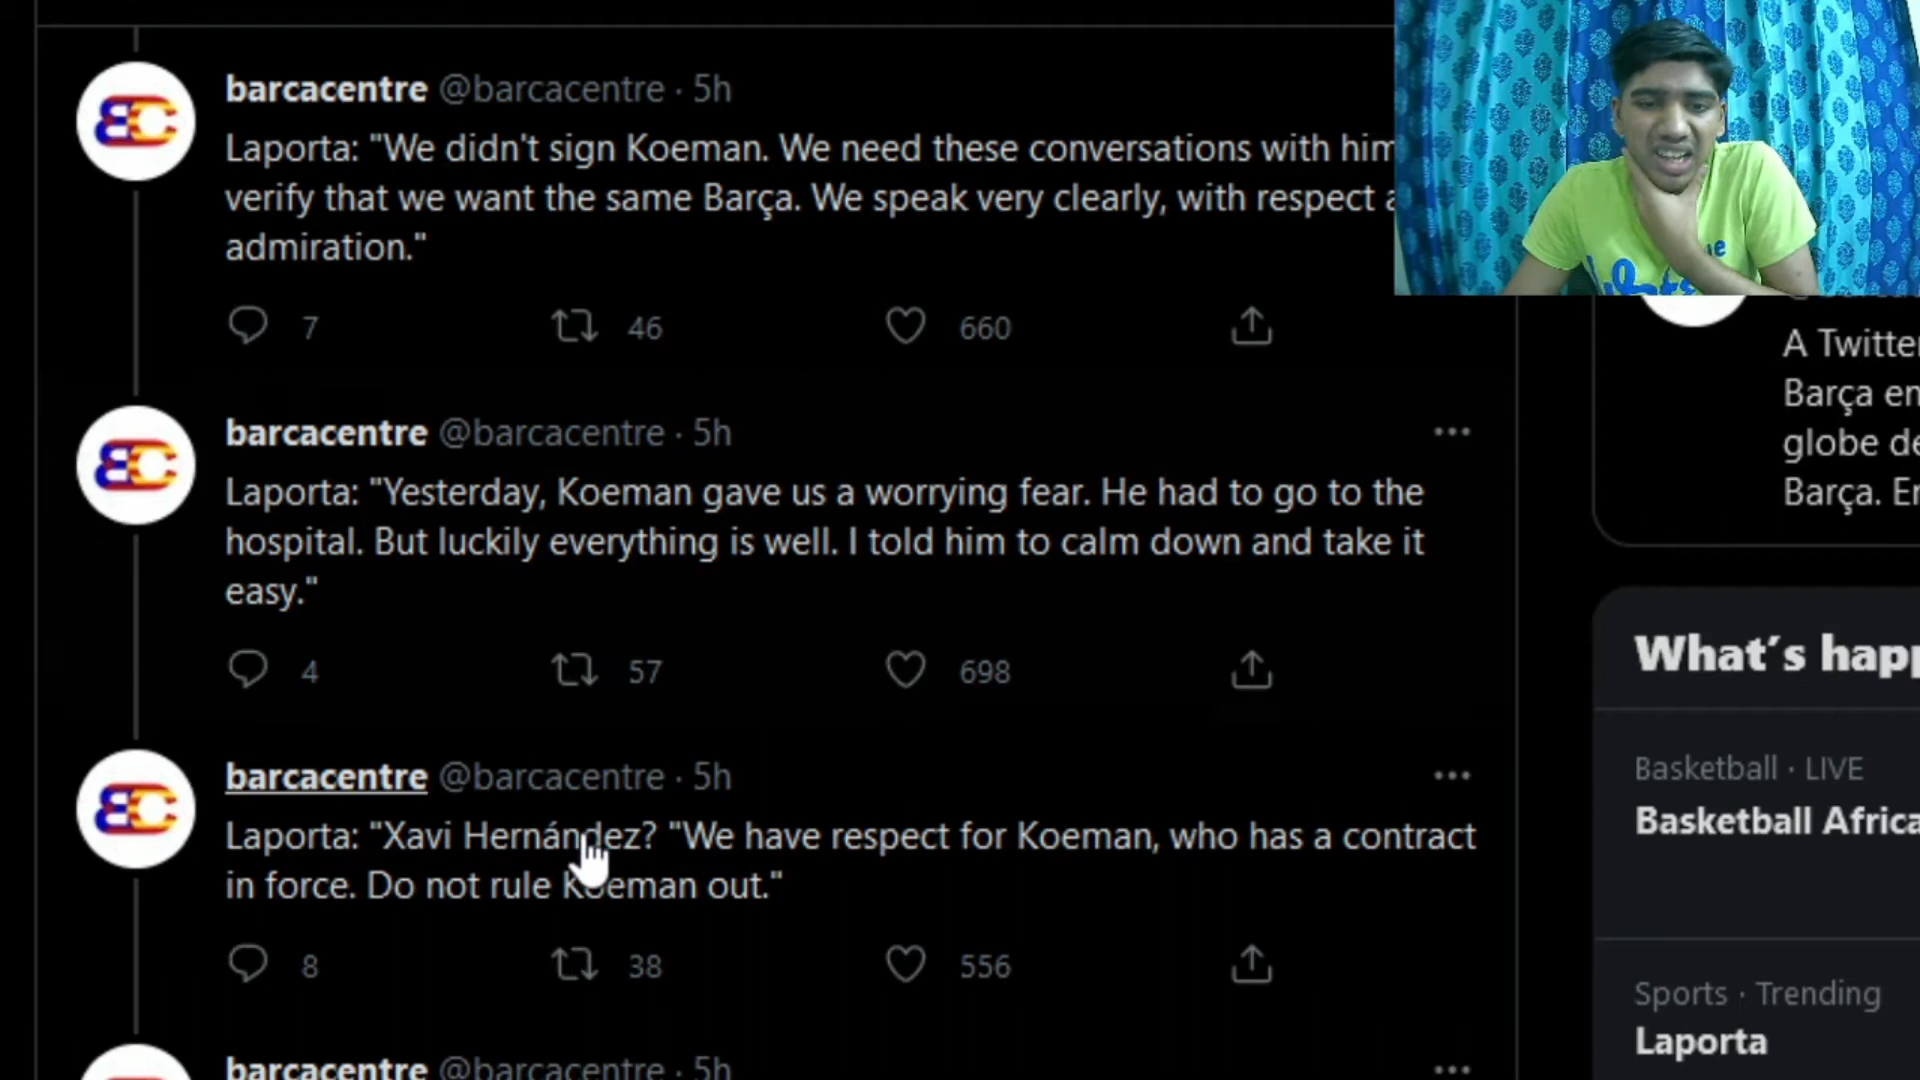 barcacentre @barcacentre · 5h
Laporta: "We didn't sign Koeman. We need these conversations with him
verify that we want the same Barça. We speak very clearly, with respect
admiration."
7 46 660
barcacentre @barcacentre · 5h
Laporta: "Yesterday, Koeman gave us a worrying fear. He had to go to the
hospital. But luckily everything is well. I told him to calm down and take it
easy."
4 57 698
barcacentre @barcacentre · 5h
Laporta: "Xavi Hernández? "We have respect for Koeman, who has a contract
in force. Do not rule Koeman out."
8 38 556
barcacentre @barcacentre · 5h
A Twitter
Barça en
globe de
Barça. En
What's happ
Basketball · LIVE
Basketball Africa
Sports · Trending
Laporta